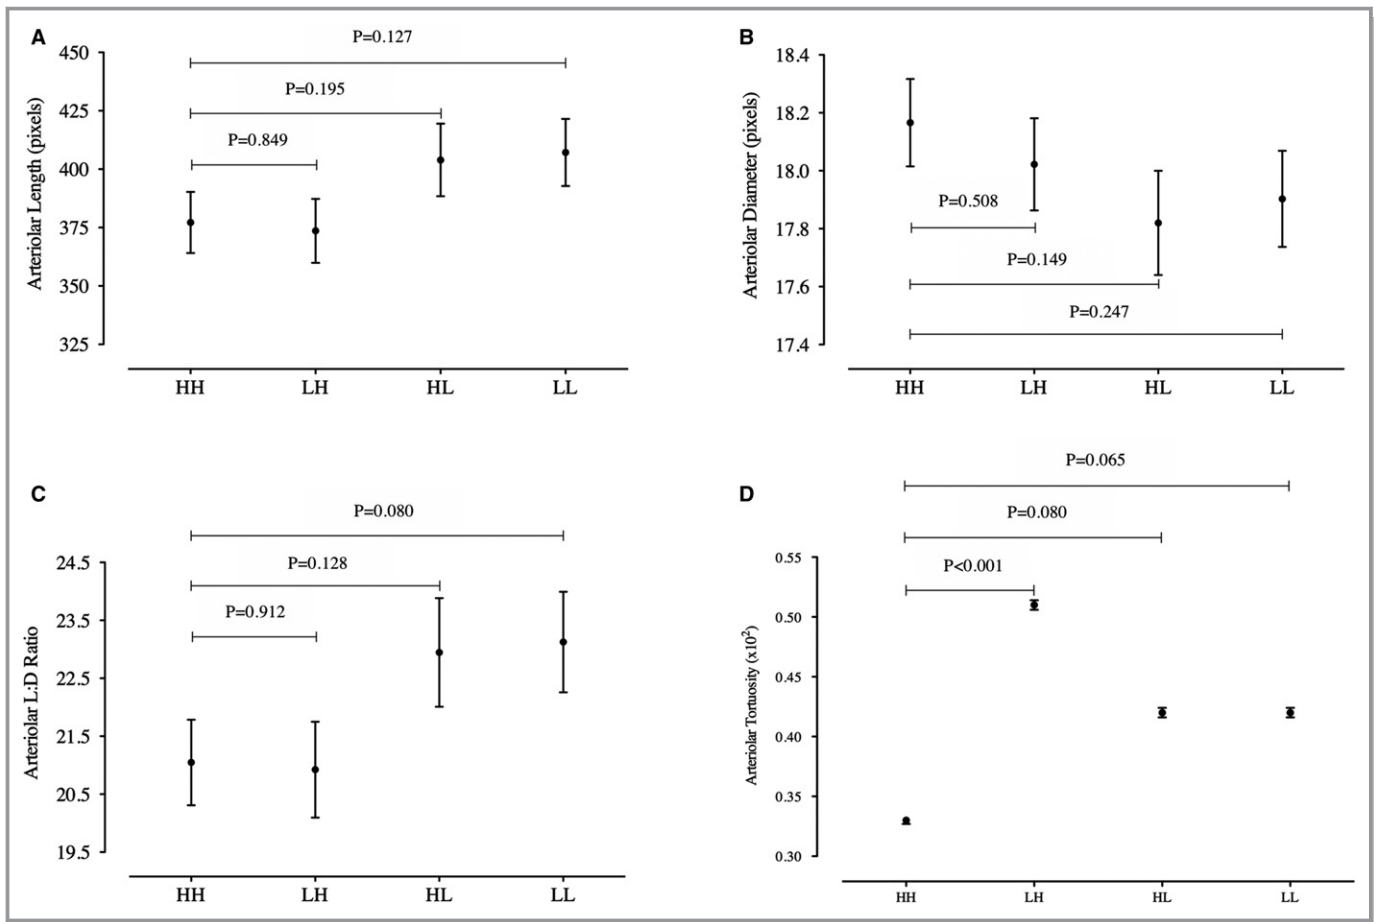 A
Arteriolar Length (pixels)
450
425
400
375
350
325
P=0.127
P=0.195
P=0.849
HH LH HL LL
B
Arteriolar Diameter (pixels)
18.4
18.2
18.0
17.8
17.6
17.4
P=0.508
P=0.149
P=0.247
HH LH HL LL
C
Arteriolar L:D Ratio
24.5
23.5
22.5
21.5
20.5
19.5
P=0.080
P=0.128
P=0.912
HH LH HL LL
D
Arteriolar Tortuosity (x10²)
0.55
0.50
0.45
0.40
0.35
0.30
P=0.065
P=0.080
P<0.001
HH LH HL LL